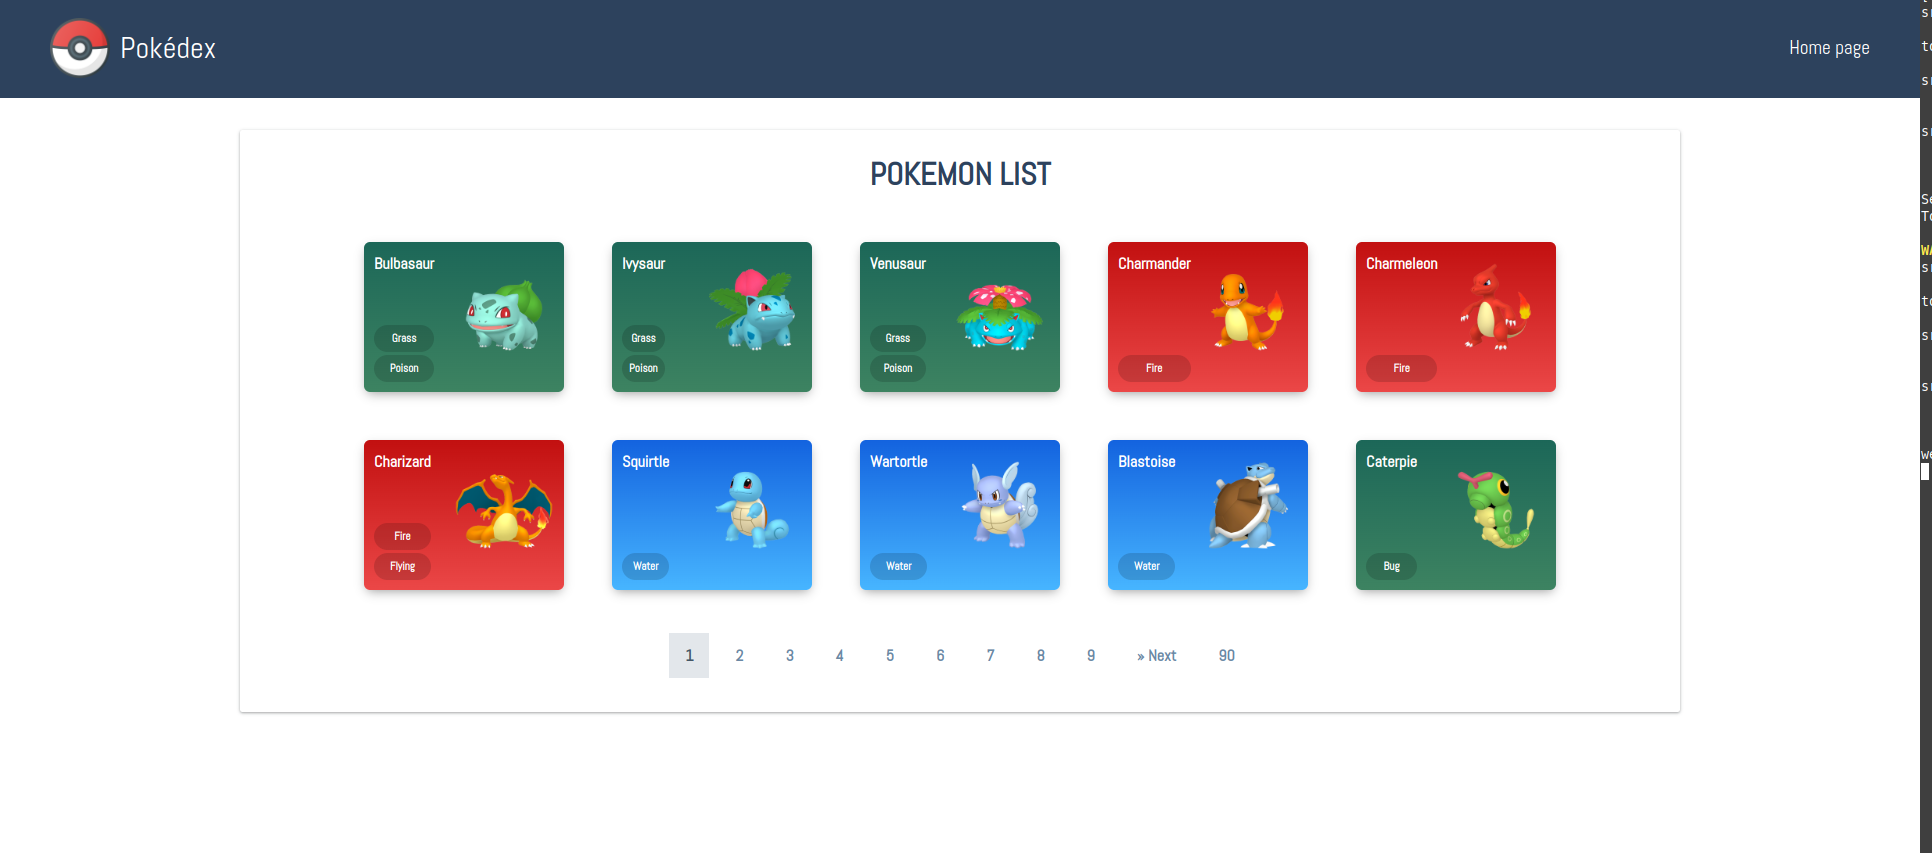 Pokédex
Home page
POKEMON LIST
Bulbasaur
Grass
Poison
Ivysaur
Grass
Poison
Venusaur
Grass
Poison
Charmander
Fire
Charmeleon
Fire
Charizard
Fire
Flying
Squirtle
Water
Wartortle
Water
Blastoise
Water
Caterpie
Bug
1 2 3 4 5 6 7 8 9 » Next 90